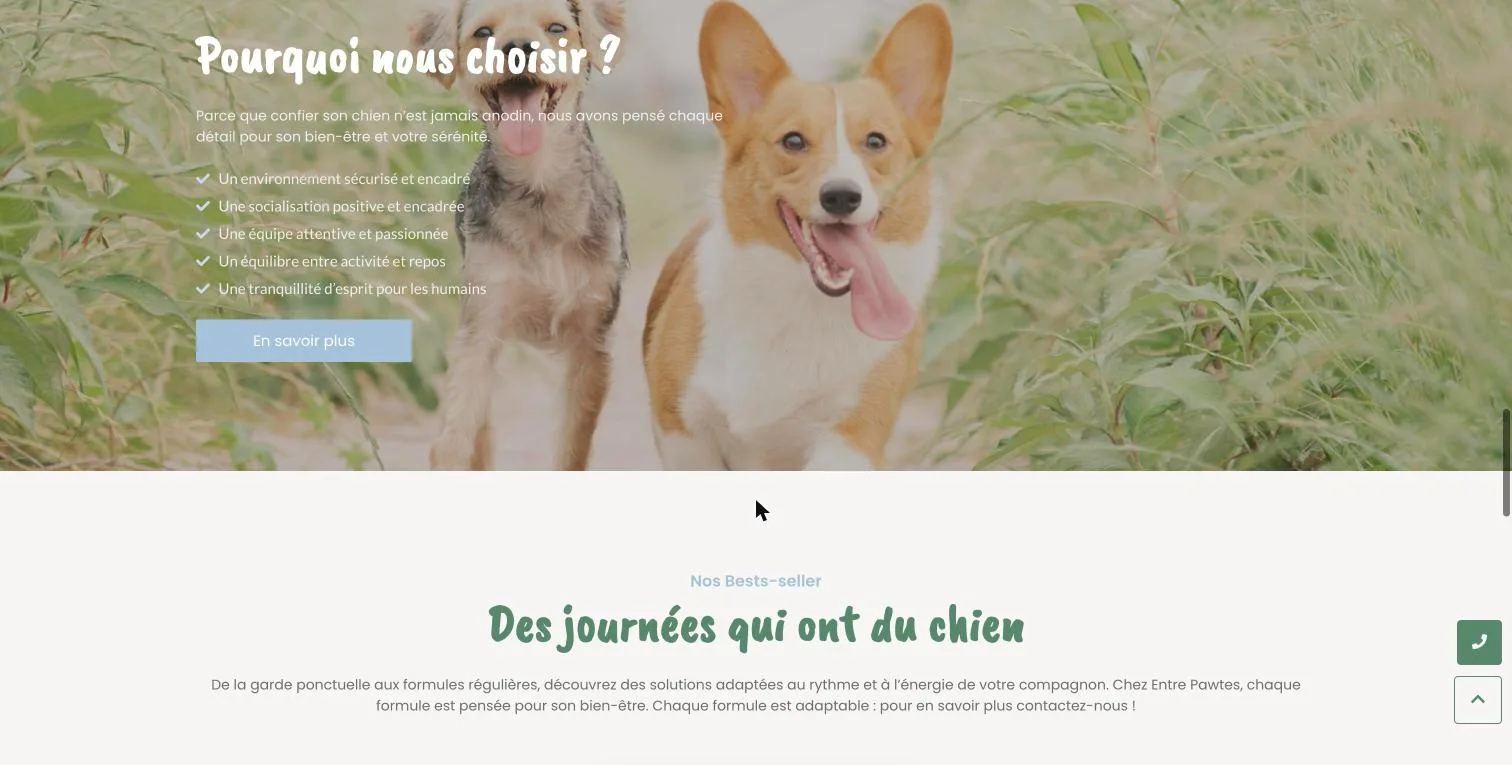 Pourquoi nous choisir ?
Parce que confier son chien n'est jamais anodin, nous avons pensé chaque
détail pour son bien-être et votre sérénité.
Un environnement sécurisé et encadré
Une socialisation positive et encadrée
Une équipe attentive et passionnée
Un équilibre entre activité et repos
Une tranquillité d'esprit pour les humains
En savoir plus
Nos Bests-seller
Des journées qui ont du chien
De la garde ponctuelle aux formules régulières, découvrez des solutions adaptées au rythme et à l'énergie de votre compagnon. Chez Entre Pawtes, chaque
formule est pensée pour son bien-être. Chaque formule est adaptable : pour en savoir plus contactez-nous !